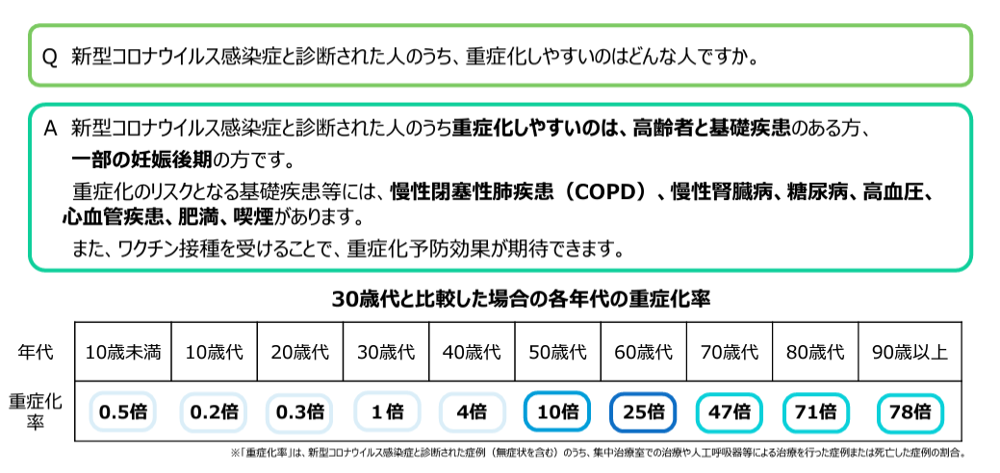 Q 新型コロナウイルス感染症と診断された人のうち、重症化しやすいのはどんな人ですか。
A 新型コロナウイルス感染症と診断された人のうち重症化しやすいのは、高齢者と基礎疾患のある方、
一部の妊娠後期の方です。
重症化のリスクとなる基礎疾患等には、慢性閉塞性肺疾患（COPD）、慢性腎臓病、糖尿病、高血圧、
心血管疾患、肥満、喫煙があります。
また、ワクチン接種を受けることで、重症化予防効果が期待できます。
30歳代と比較した場合の各年代の重症化率
年代 10歳未満 10歳代 20歳代 30歳代 40歳代 50歳代 60歳代 70歳代 80歳代 90歳以上
重症化
率 0.5倍 0.2倍 0.3倍 1倍 4倍 10倍 25倍 47倍 71倍 78倍
※「重症化率」は、新型コロナウイルス感染症と診断された症例（無症状を含む）のうち、集中治療室での治療や人工呼吸器等による治療を行った症例または死亡した症例の割合。